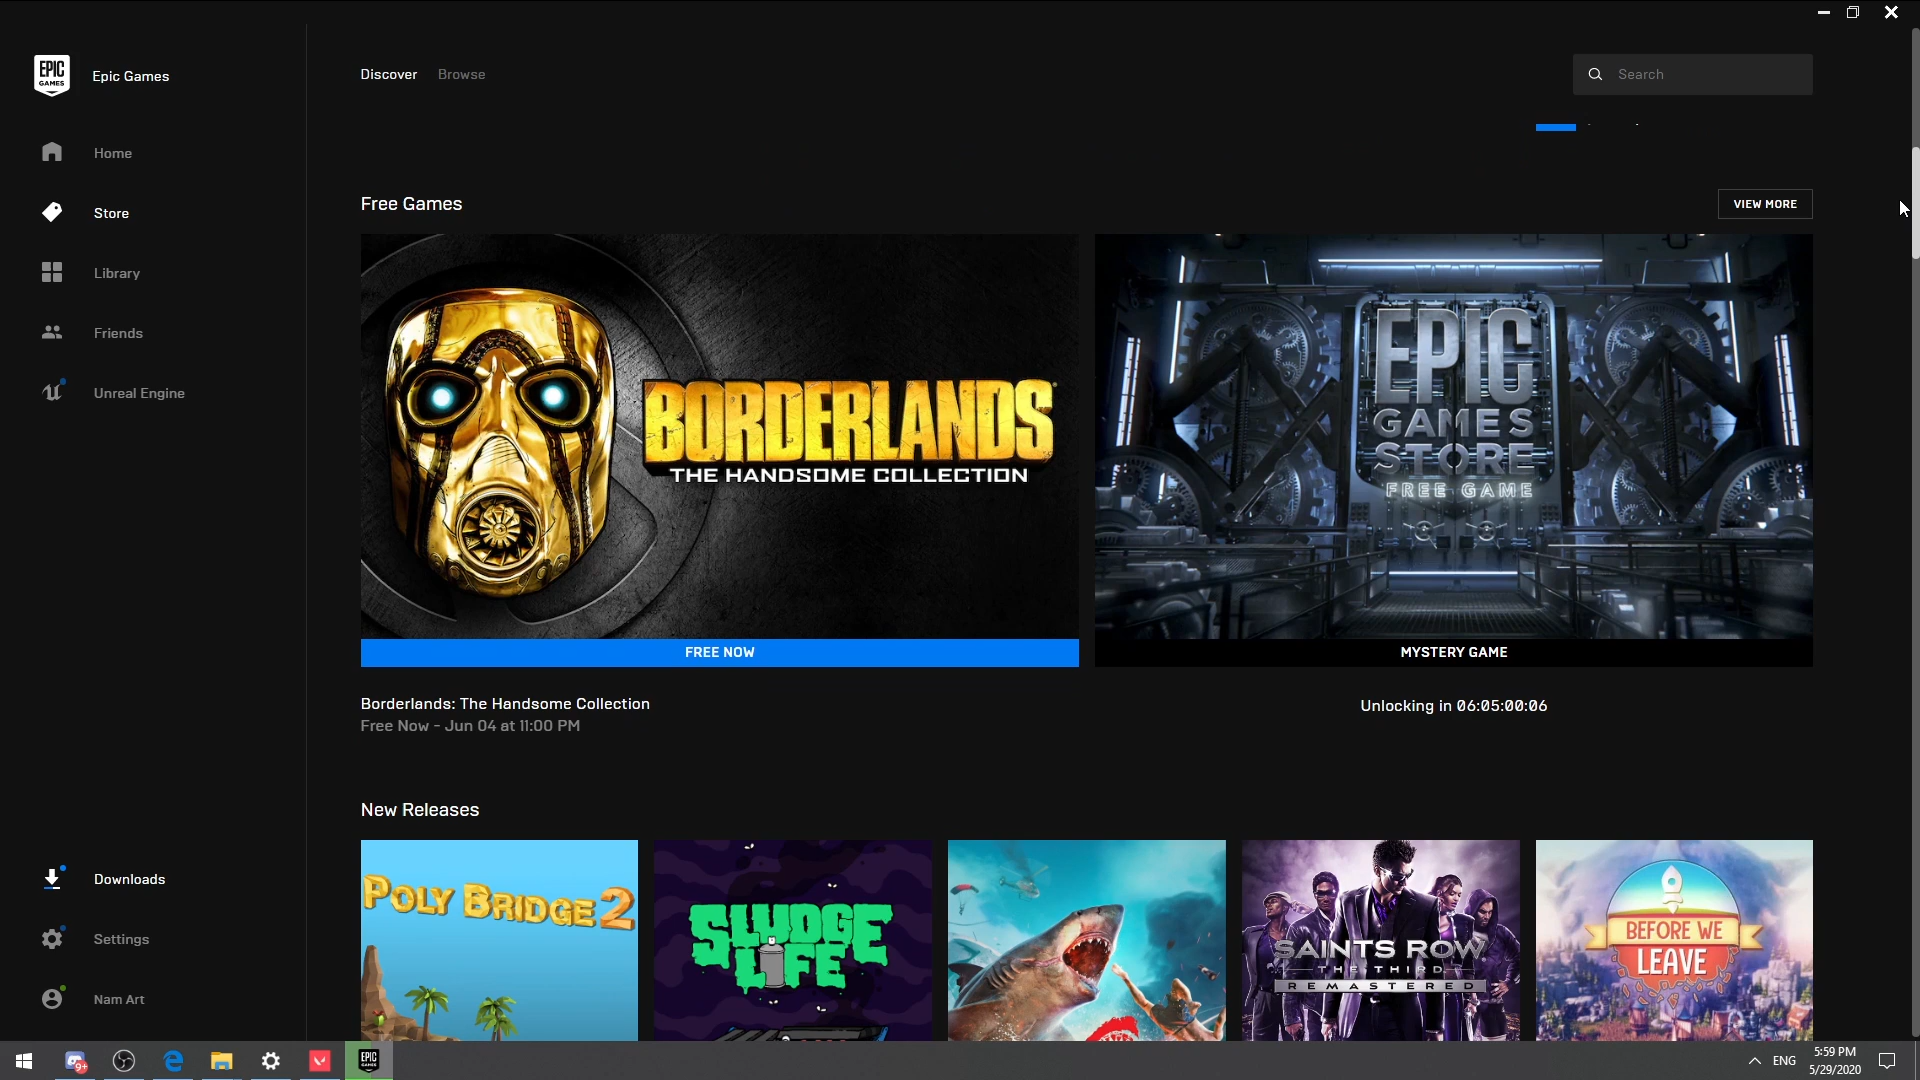 EPIC
GAMES
Epic Games
Discover
Browse
Search
Home
Store
Library
Friends
Unreal Engine
Free Games
VIEW MORE
BORDERLANDS
THE HANDSOME COLLECTION
EPIC
GAMES
STORE
FREE GAME
FREE NOW
MYSTERY GAME
Borderlands: The Handsome Collection
Free Now - Jun 04 at 11:00 PM
Unlocking in 06:05:00:06
New Releases
POLY BRIDGE 2
SLUDGE
LIFE
SAINTS ROW
THE THIRD
REMASTERED
BEFORE WE
LEAVE
Downloads
Settings
Nam Art
9+
EPIC
GAMES
ENG
5:59 PM
5/29/2020